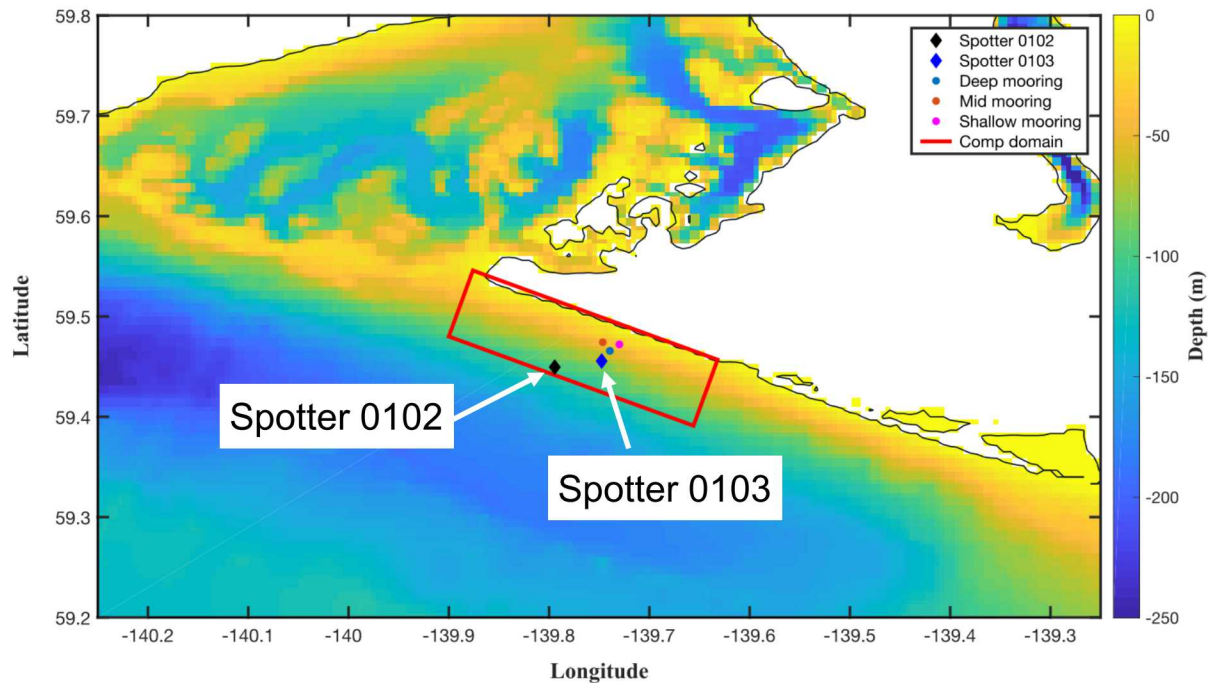 59.8
59.7
59.6
59.5
59.4
59.3
59.2
Latitude
-140.2
-140.1
-140
-139.9
-139.8
-139.7
-139.6
-139.5
-139.4
-139.3
Longitude
Spotter 0102
Spotter 0103
Deep mooring
Mid mooring
Shallow mooring
Comp domain
Spotter 0102
Spotter 0103
0
-50
-100
-150
-200
-250
Depth (m)